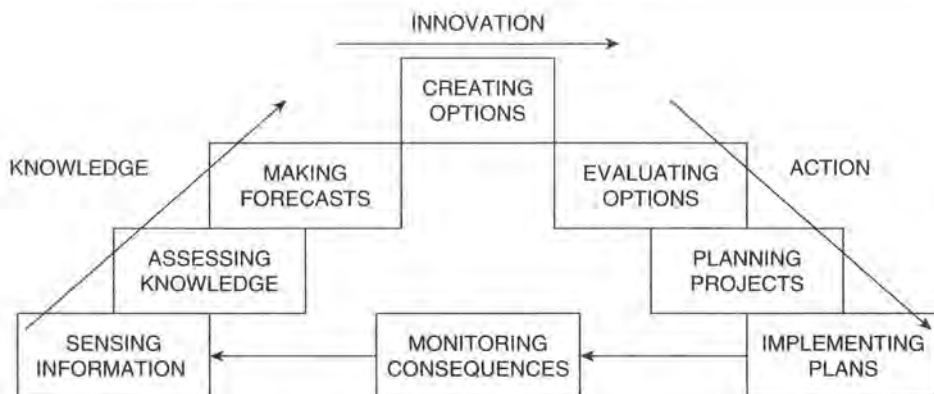 INNOVATION
CREATING
OPTIONS
KNOWLEDGE
MAKING
FORECASTS
EVALUATING
OPTIONS
ACTION
ASSESSING
KNOWLEDGE
PLANNING
PROJECTS
SENSING
INFORMATION
MONITORING
CONSEQUENCES
IMPLEMENTING
PLANS